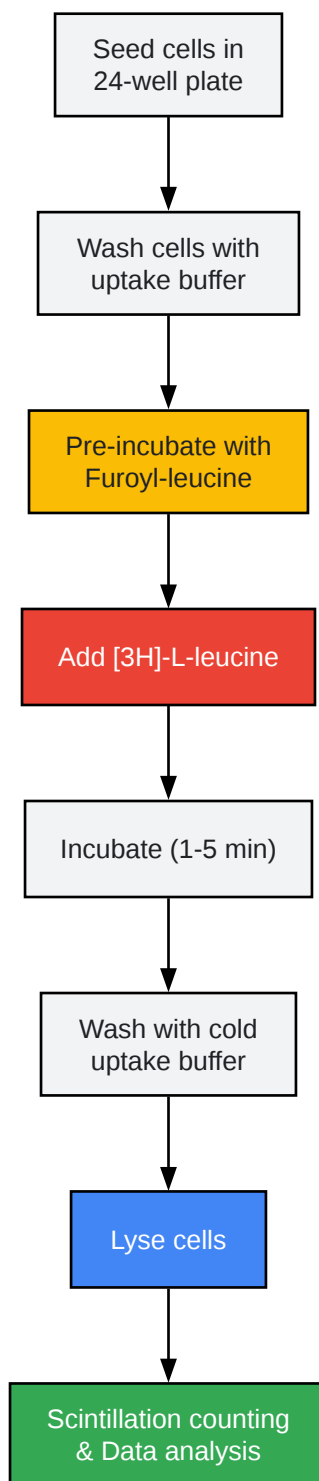 Seed cells in
24-well plate
Wash cells with
uptake buffer
Pre-incubate with
Furoyl-leucine
Add [3H]-L-leucine
Incubate (1-5 min)
Wash with cold
uptake buffer
Lyse cells
Scintillation counting
& Data analysis